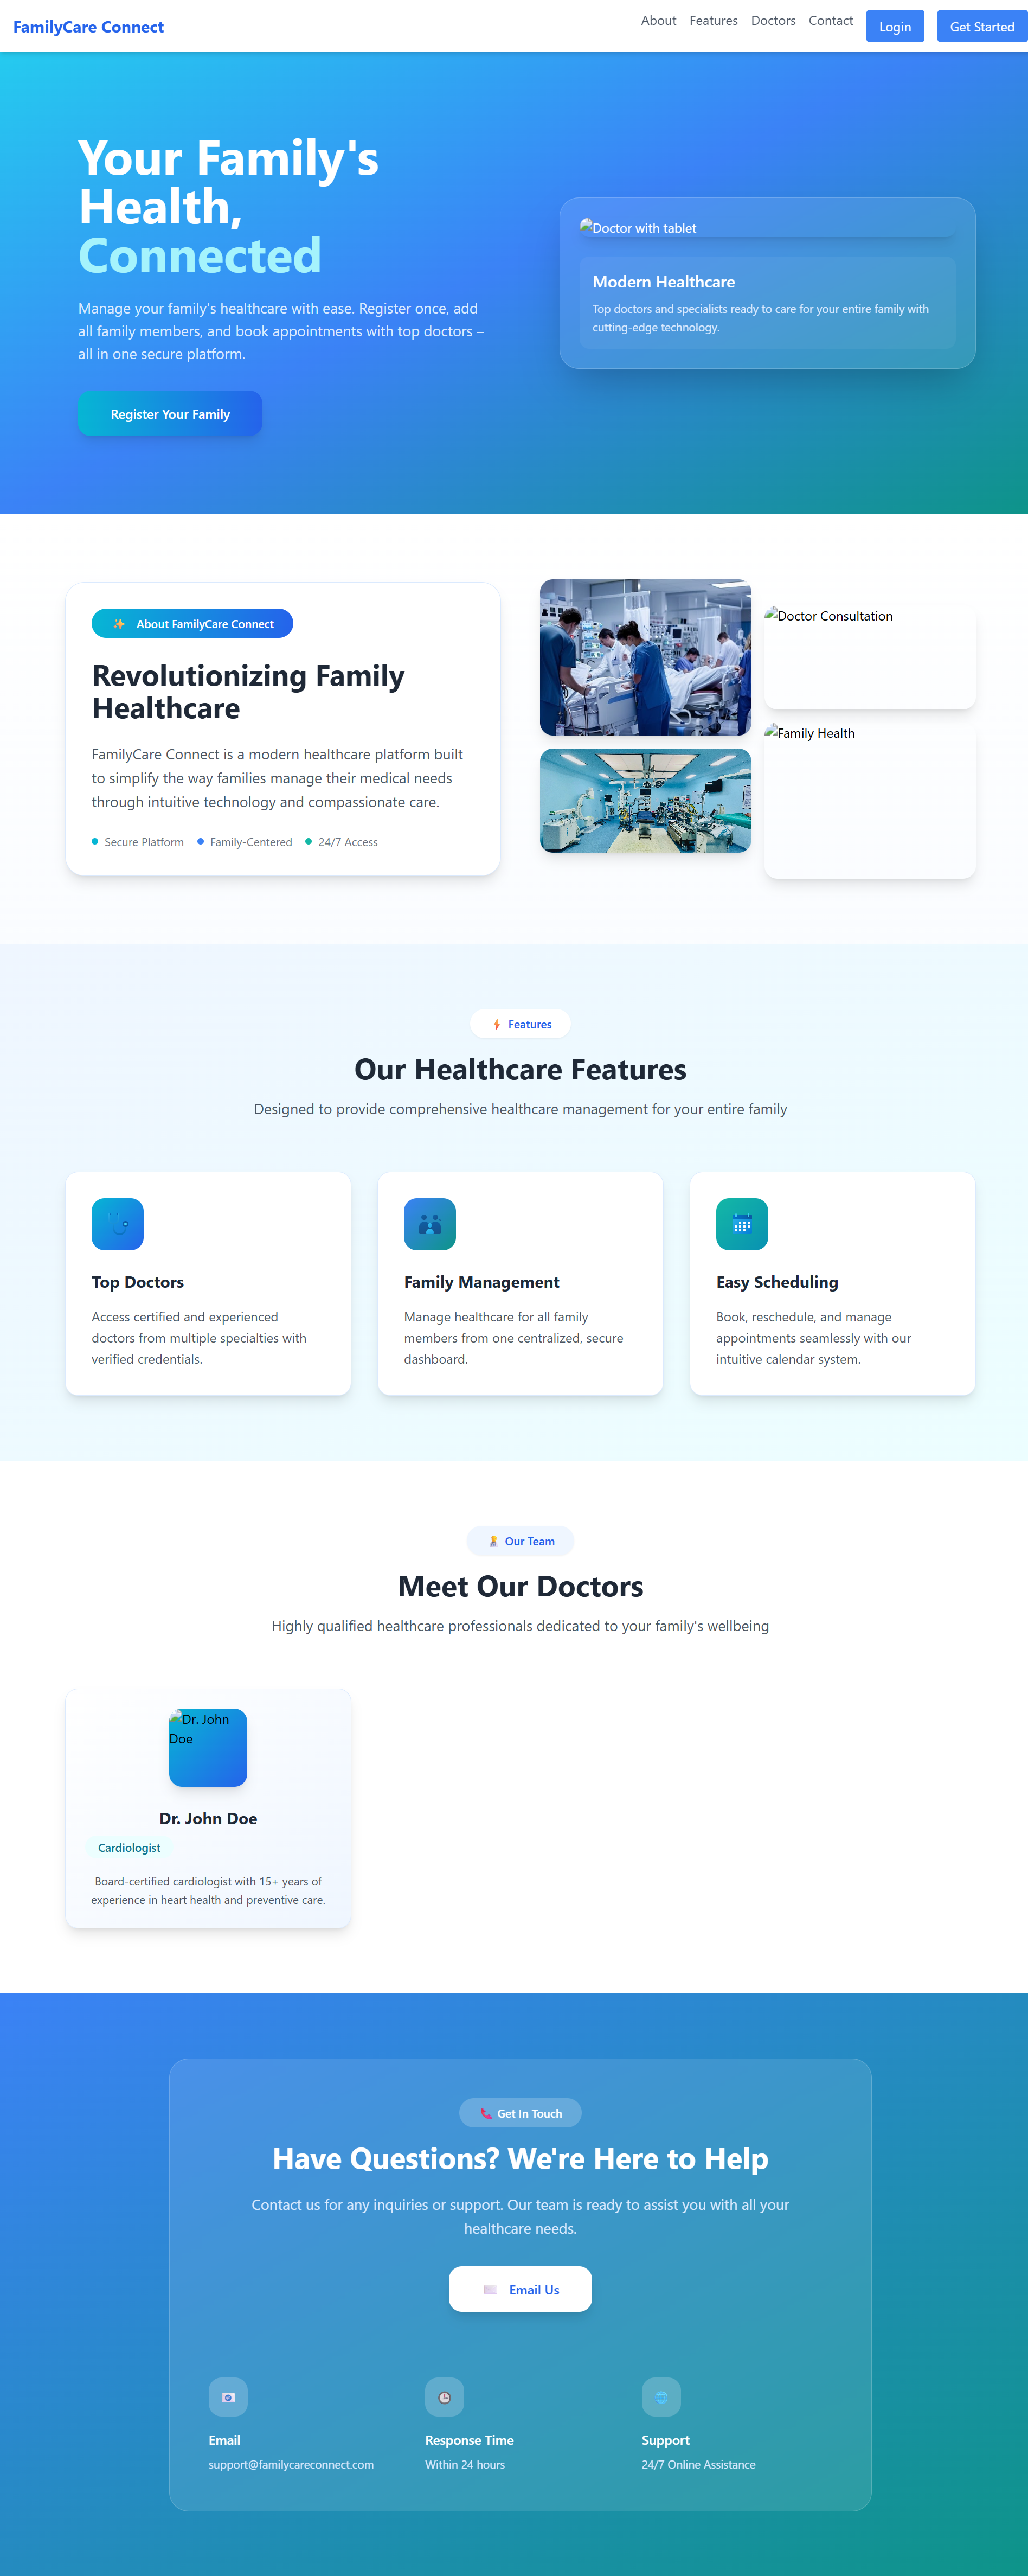 FamilyCare Connect
About Features Doctors Contact Login Get Started
Your Family's
Health,
Connected
Manage your family's healthcare with ease. Register once, add
all family members, and book appointments with top doctors –
all in one secure platform.
Register Your Family
Doctor with tablet
Modern Healthcare
Top doctors and specialists ready to care for your entire family with
cutting-edge technology.
✨ About FamilyCare Connect
Revolutionizing Family
Healthcare
FamilyCare Connect is a modern healthcare platform built
to simplify the way families manage their medical needs
through intuitive technology and compassionate care.
Secure Platform Family-Centered 24/7 Access
Doctor Consultation
Family Health
⚡ Features
Our Healthcare Features
Designed to provide comprehensive healthcare management for your entire family
Top Doctors
Access certified and experienced
doctors from multiple specialties with
verified credentials.
Family Management
Manage healthcare for all family
members from one centralized, secure
dashboard.
Easy Scheduling
Book, reschedule, and manage
appointments seamlessly with our
intuitive calendar system.
Our Team
Meet Our Doctors
Highly qualified healthcare professionals dedicated to your family's wellbeing
Dr. John
Doe
Dr. John Doe
Cardiologist
Board-certified cardiologist with 15+ years of
experience in heart health and preventive care.
📞 Get In Touch
Have Questions? We're Here to Help
Contact us for any inquiries or support. Our team is ready to assist you with all your
healthcare needs.
Email Us
Email
support@familycareconnect.com
Response Time
Within 24 hours
Support
24/7 Online Assistance